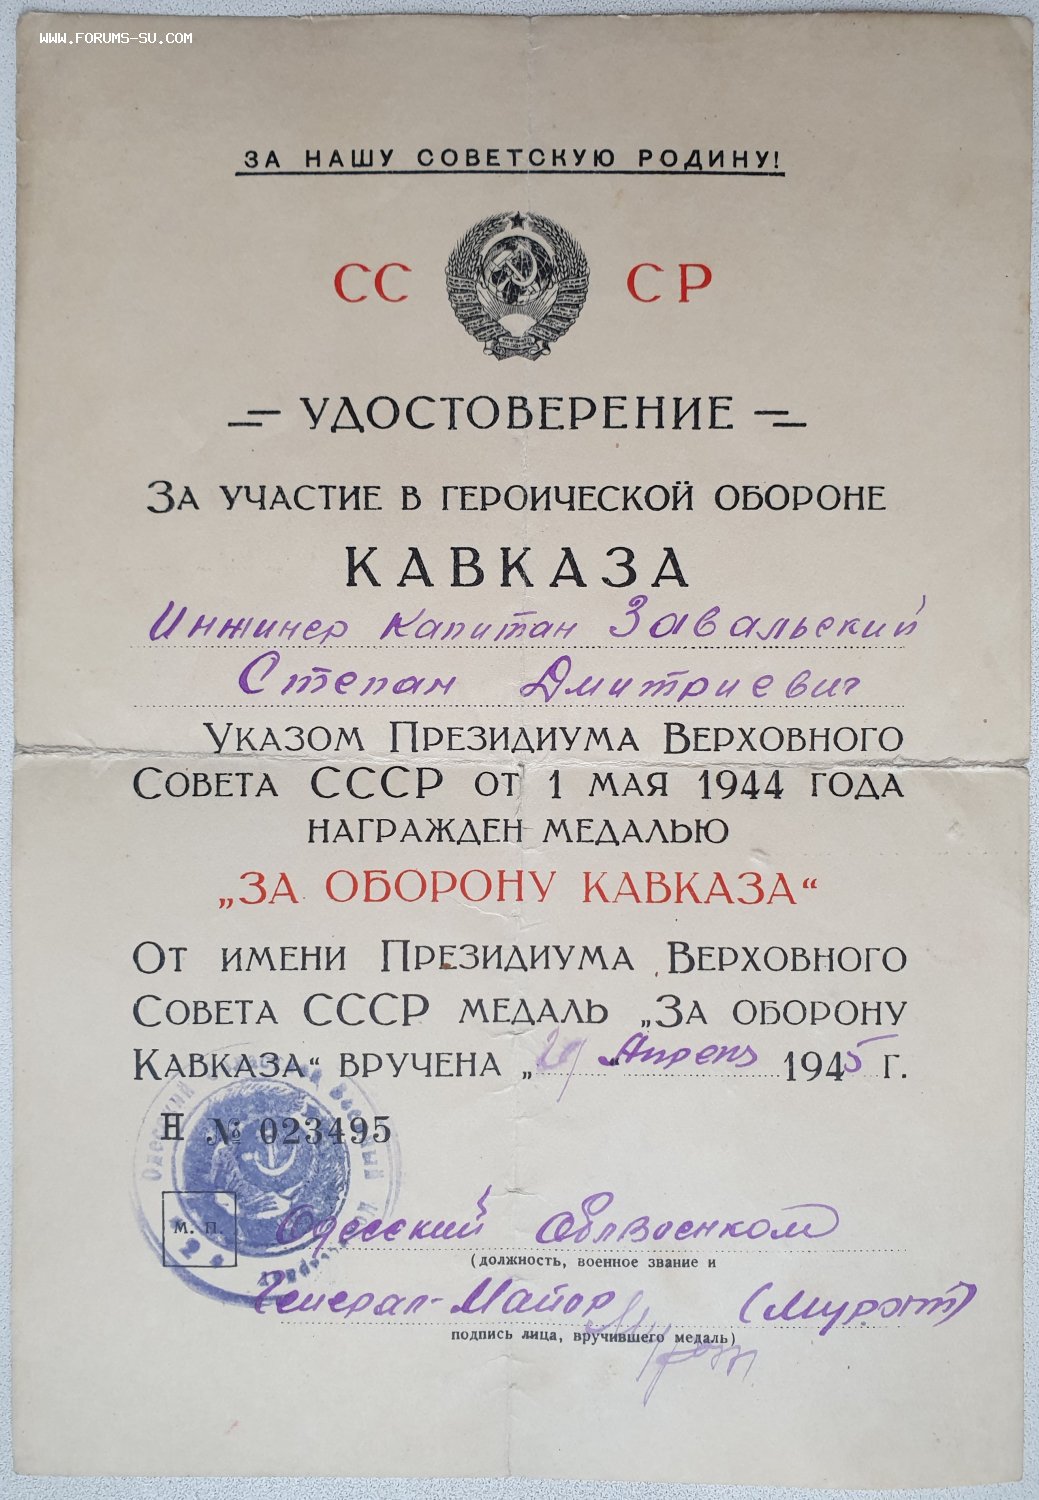 WWW.FORUMS-SU.COM
ЗА НАШУ СОВЕТСКУЮ РОДИНУ!
СС СР
УДОСТОВЕРЕНИЕ
ЗА УЧАСТИЕ В ГЕРОИЧЕСКОЙ ОБОРОНЕ
КАВКАЗА
Инжинер Капитан Завальский
Степан Дмитриевич
УКАЗОМ ПРЕЗИДИУМА ВЕРХОВНОГО
СОВЕТА СССР ОТ 1 МАЯ 1944 ГОДА
НАГРАЖДЕН МЕДАЛЬЮ
„ЗА ОБОРОНУ КАВКАЗА“
ОТ ИМЕНИ ПРЕЗИДИУМА ВЕРХОВНОГО
СОВЕТА СССР МЕДАЛЬ „ЗА ОБОРОНУ
КАВКАЗА“ ВРУЧЕНА „ “ 1945 Г.
Н № 023495
м. п. Одесский Облвоенком
(должность, военное звание и
Генерал-Майор
подпись лица, вручившего медаль)